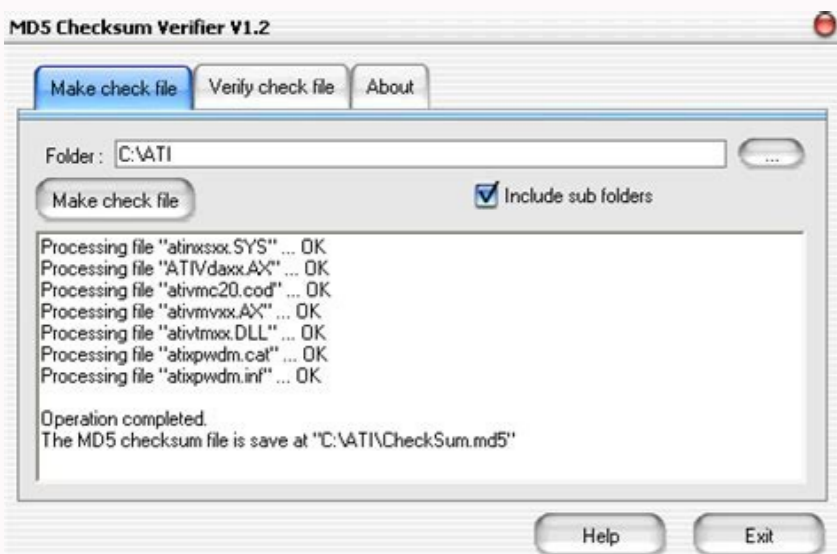 MD5 Checksum Verifier V1.2
Make check file Verify check file About
Folder : C:\ATI ...
Make check file Include sub folders
Processing file "atinxsxx.SYS" ... OK
Processing file "ATIVdaxx.AX" ... OK
Processing file "ativmc20.cod" ... OK
Processing file "ativmvxx.AX" ... OK
Processing file "ativtmxx.DLL" ... OK
Processing file "atixpwdm.cat" ... OK
Processing file "atixpwdm.inf" ... OK
Operation completed.
The MD5 checksum file is save at "C:\ATI\CheckSum.md5"
Help Exit